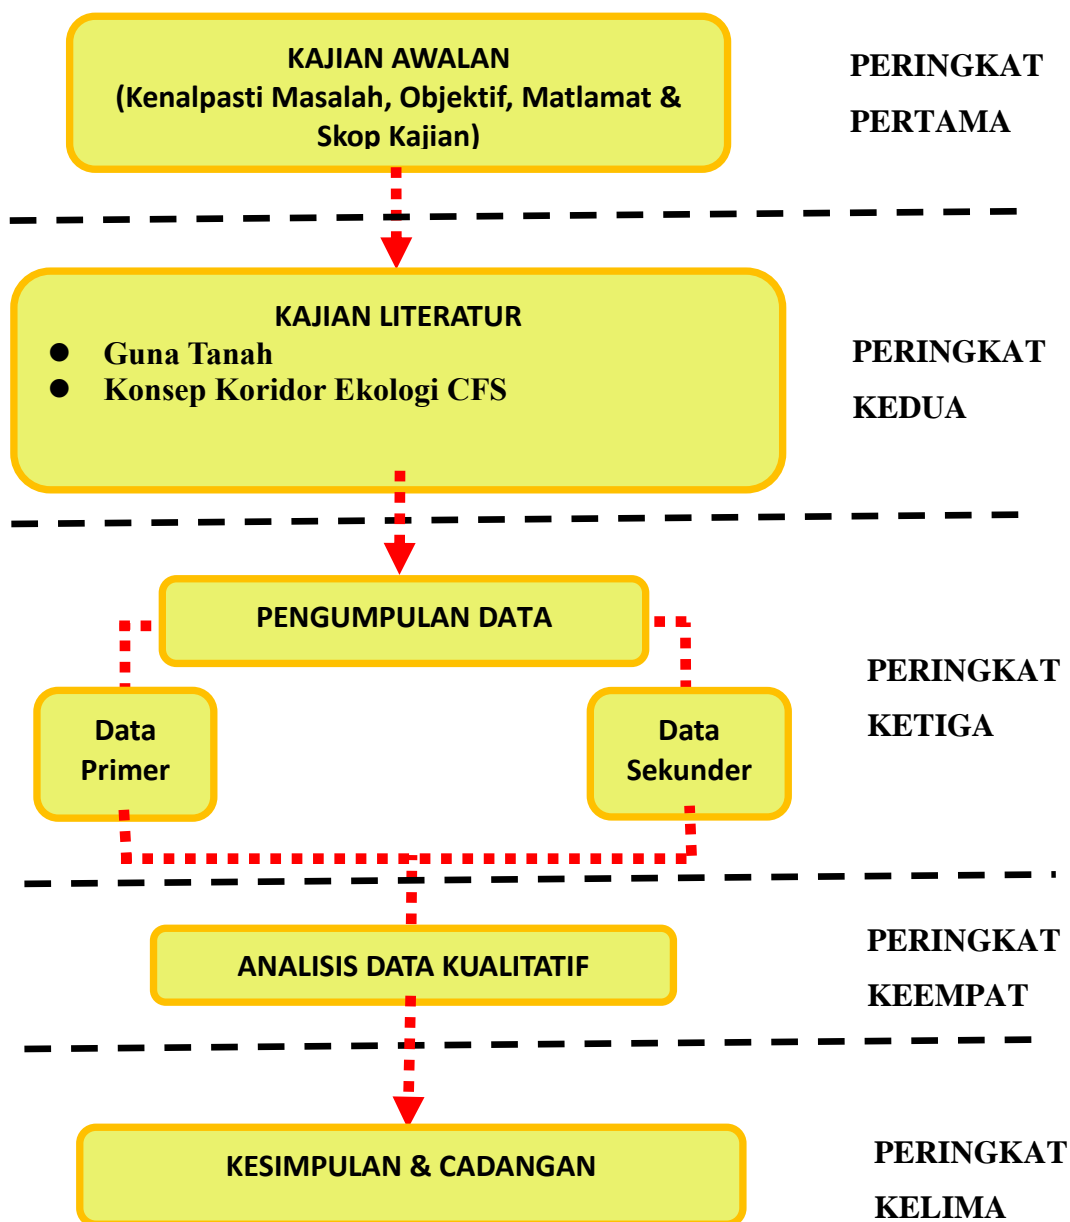 KAJIAN AWALAN
(Kenalpasti Masalah, Objektif, Matlamat &
Skop Kajian)
PERINGKAT
PERTAMA
KAJIAN LITERATUR
● Guna Tanah
● Konsep Koridor Ekologi CFS
PERINGKAT
KEDUA
PENGUMPULAN DATA
Data
Primer
Data
Sekunder
PERINGKAT
KETIGA
ANALISIS DATA KUALITATIF
PERINGKAT
KEEMPAT
KESIMPULAN & CADANGAN
PERINGKAT
KELIMA